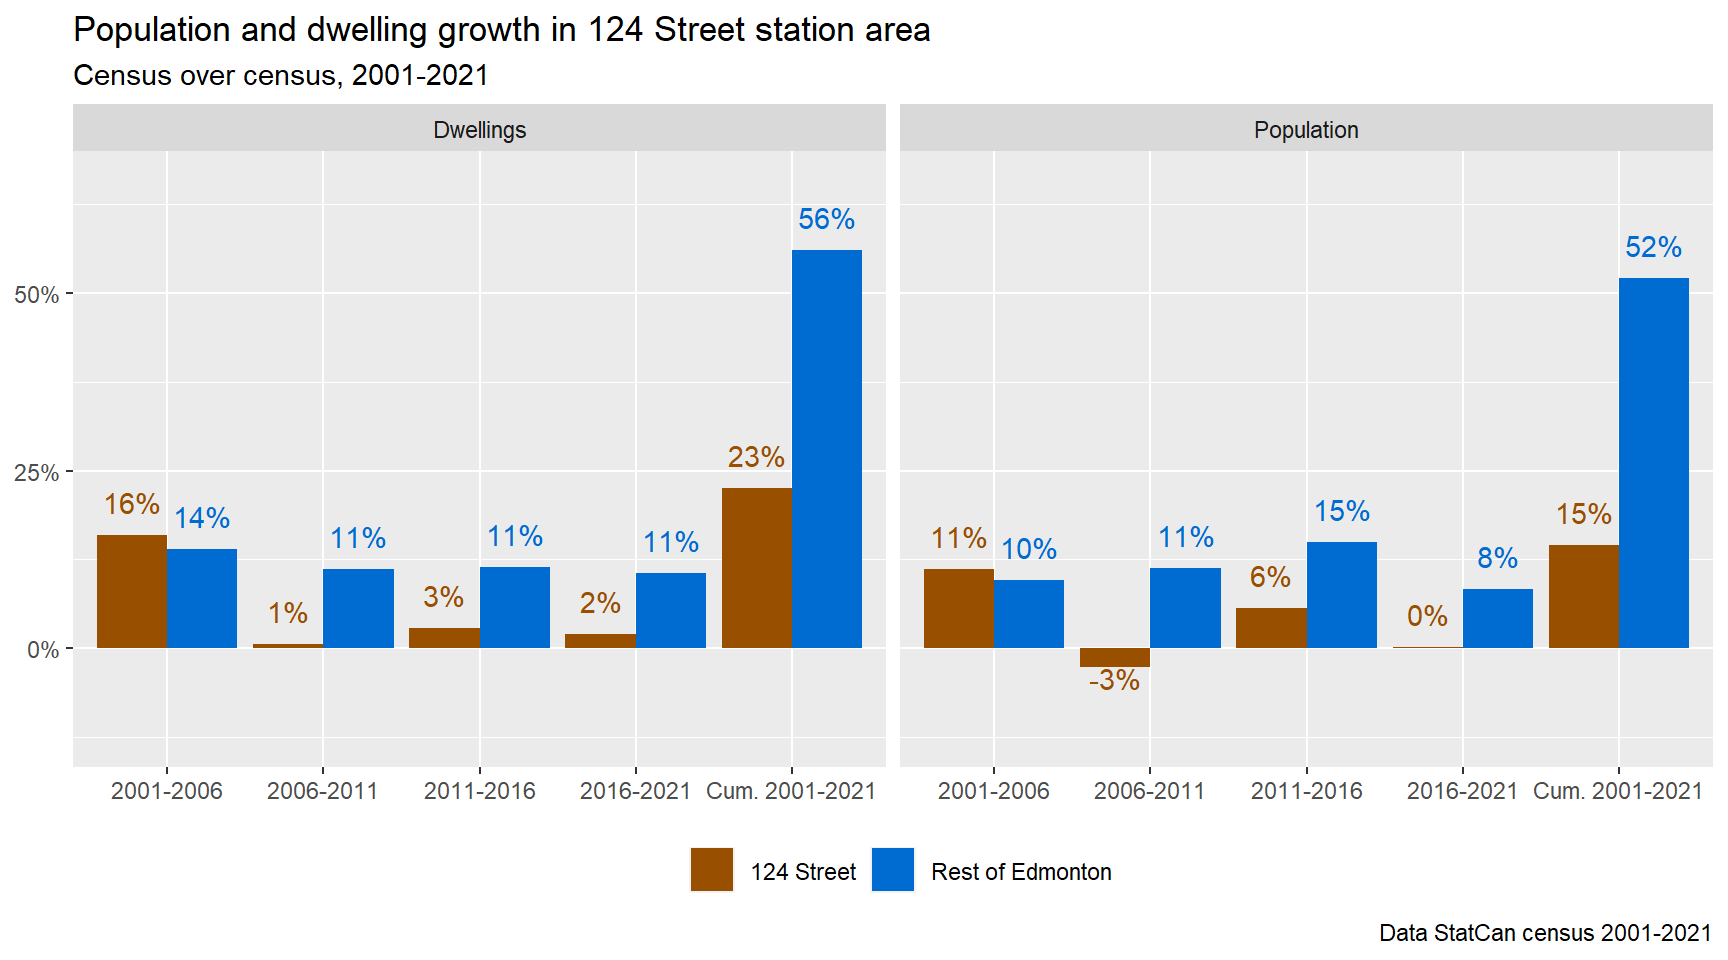 Population and dwelling growth in 124 Street station area
Census over census, 2001-2021
Dwellings
Population
50%
25%
0%
16%
14%
1%
11%
3%
11%
2%
11%
23%
56%
11%
10%
-3%
11%
6%
15%
0%
8%
15%
52%
2001-2006 2006-2011 2011-2016 2016-2021 Cum. 2001-2021
2001-2006 2006-2011 2011-2016 2016-2021 Cum. 2001-2021
124 Street Rest of Edmonton
Data StatCan census 2001-2021